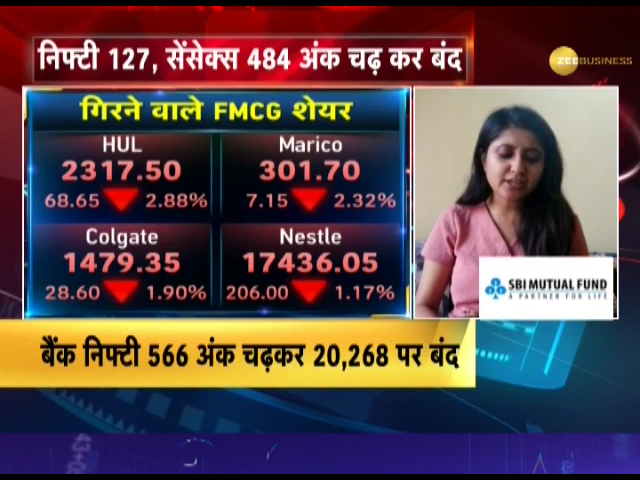 निफ्टी 127, सेंसेक्स 484 अंक चढ़ कर बंद
ZEEBUSINESS
गिरने वाले FMCG शेयर
HUL
2317.50
68.65 2.88%
Marico
301.70
7.15 2.32%
Colgate
1479.35
28.60 1.90%
Nestle
17436.05
206.00 1.17%
SBI MUTUAL FUND
A PARTNER FOR LIFE
बैंक निफ्टी 566 अंक चढ़कर 20,268 पर बंद